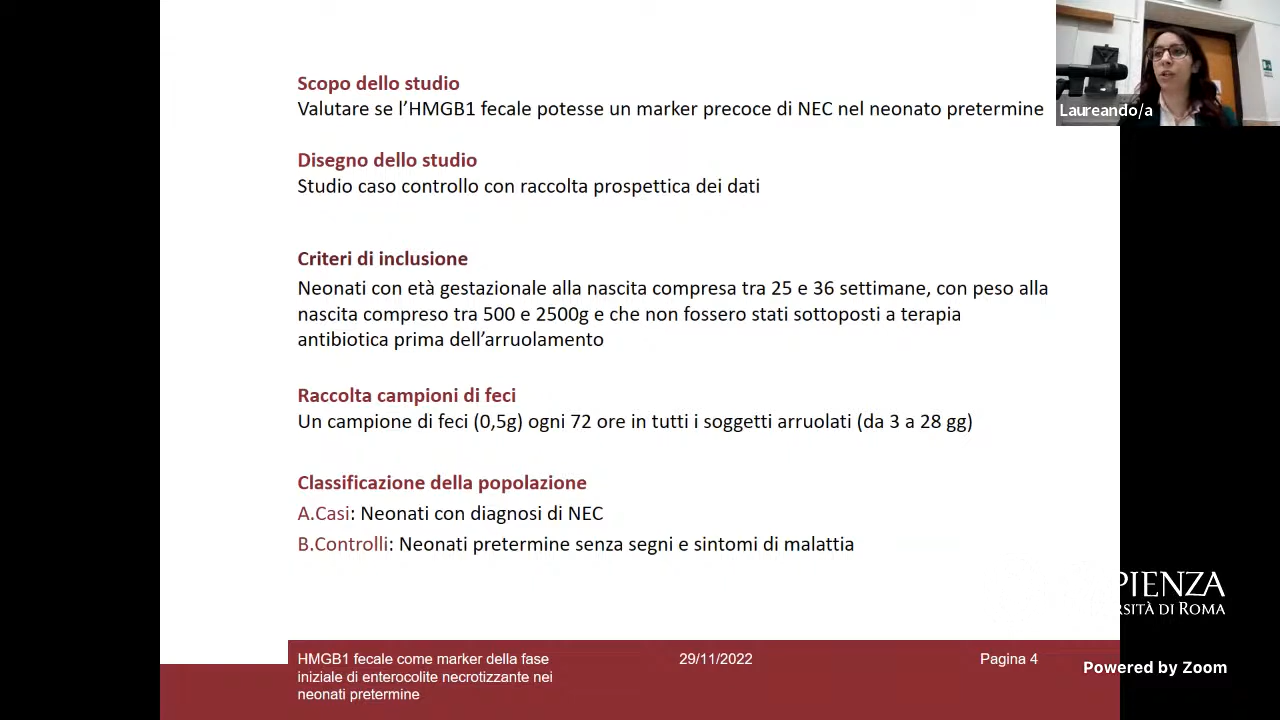 Scopo dello studio
Valutare se l'HMGB1 fecale potesse un marker precoce di NEC nel neonato pretermine
Laureando/a
Disegno dello studio
Studio caso controllo con raccolta prospettica dei dati
Criteri di inclusione
Neonati con età gestazionale alla nascita compresa tra 25 e 36 settimane, con peso alla
nascita compreso tra 500 e 2500g e che non fossero stati sottoposti a terapia
antibiotica prima dell'arruolamento
Raccolta campioni di feci
Un campione di feci (0,5g) ogni 72 ore in tutti i soggetti arruolati (da 3 a 28 gg)
Classificazione della popolazione
A.Casi: Neonati con diagnosi di NEC
B.Controlli: Neonati pretermine senza segni e sintomi di malattia
PIENZA
RSITÀ DI ROMA
HMGB1 fecale come marker della fase
iniziale di enterocolite necrotizzante nei
neonati pretermine
29/11/2022
Pagina 4
Powered by Zoom